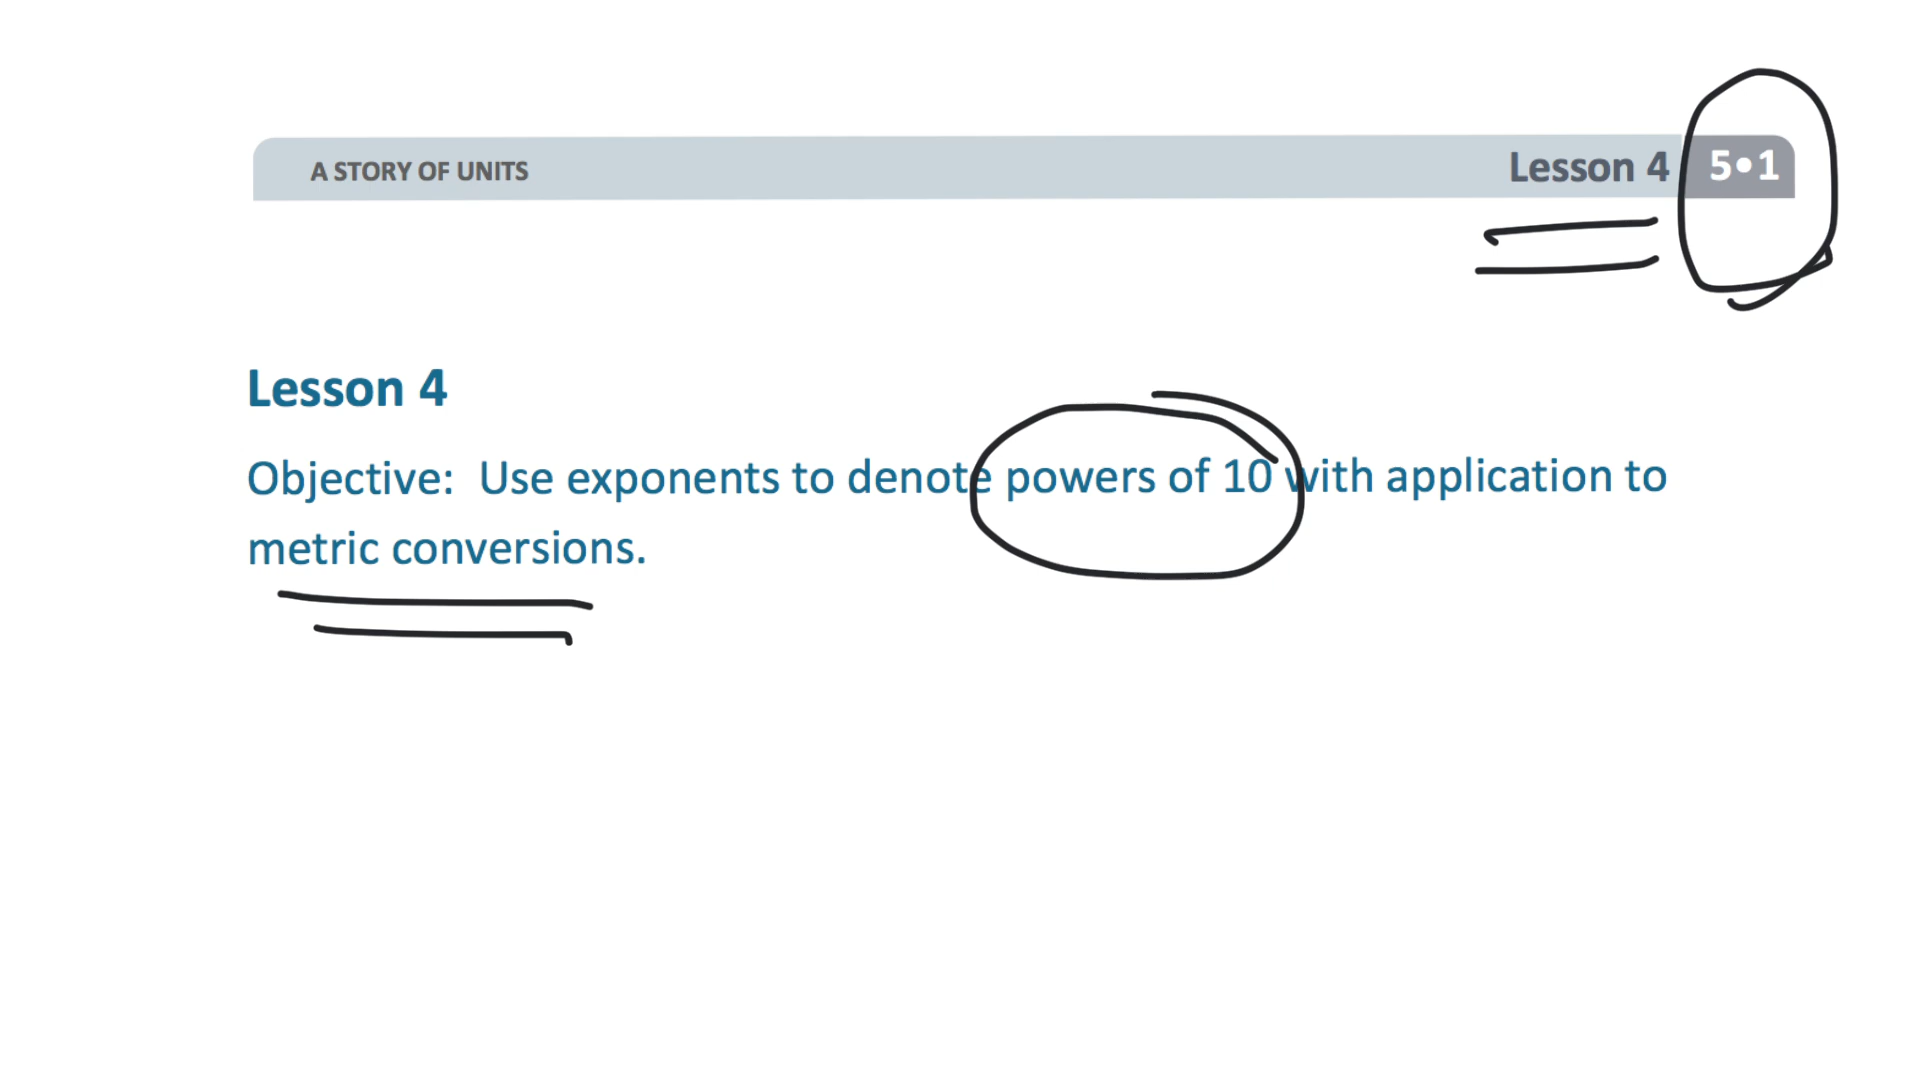 A STORY OF UNITS
Lesson 4 5•1
Lesson 4
Objective: Use exponents to denote powers of 10 with application to
metric conversions.